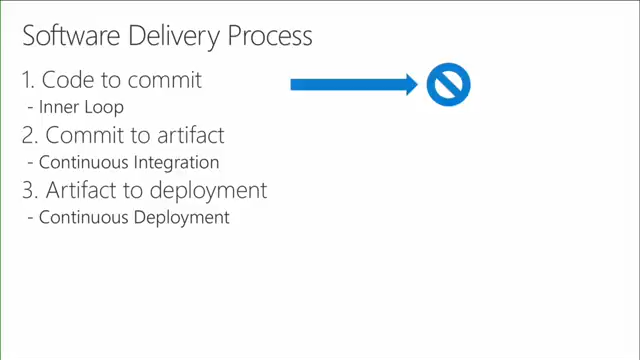 Software Delivery Process
1. Code to commit
- Inner Loop
2. Commit to artifact
- Continuous Integration
3. Artifact to deployment
- Continuous Deployment